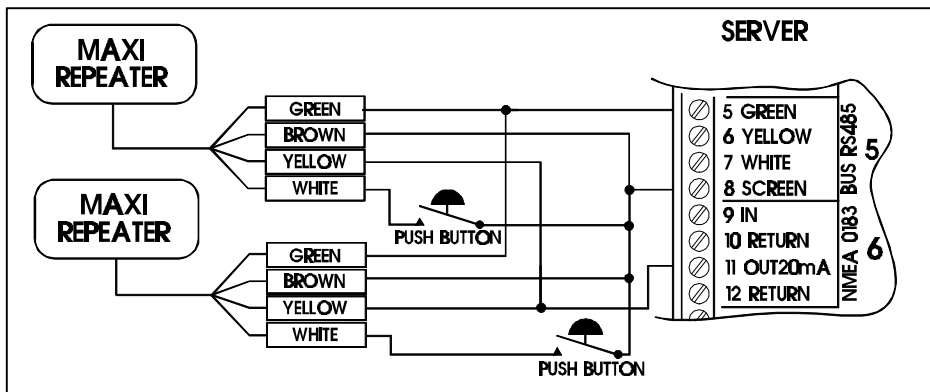 MAXI
REPEATER
GREEN
BROWN
YELLOW
WHITE
PUSH BUTTON
MAXI
REPEATER
GREEN
BROWN
YELLOW
WHITE
PUSH BUTTON
SERVER
5 GREEN
6 YELLOW
7 WHITE
8 SCREEN
9 IN
10 RETURN
11 OUT20mA
12 RETURN
BUS RS485
5
NMEA 0183
6